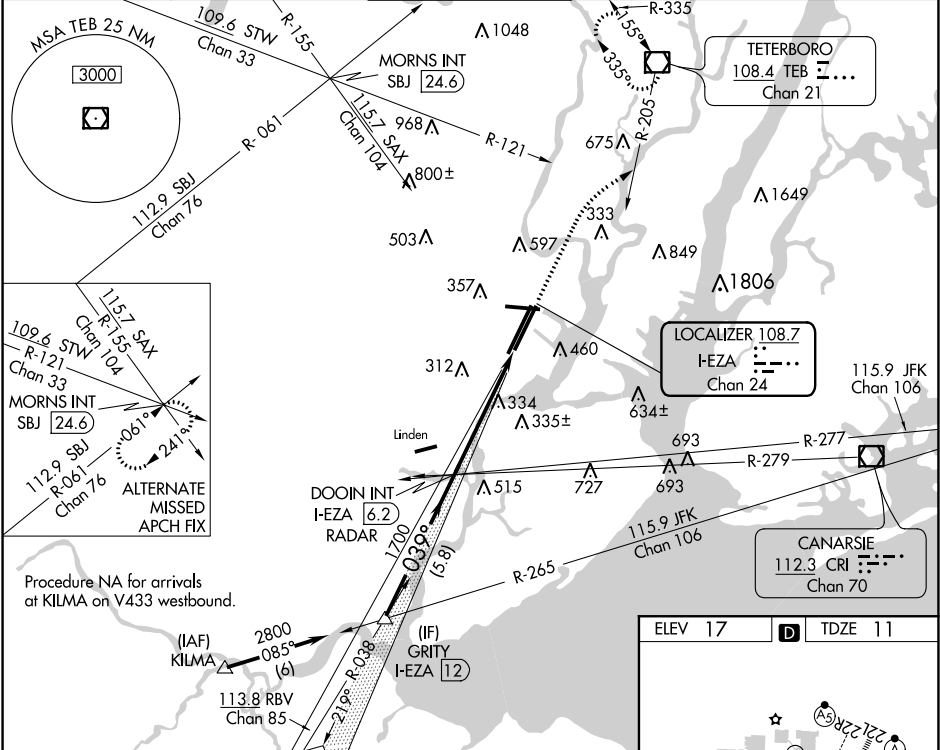 MSA TEB 25 NM
3000
109.6 STW
Chan 33
R-155
MORNS INT
SBJ 24.6
1048
R-335
155°
335°
TETERBORO
108.4 TEB
Chan 21
R-205
R-061
115.7 SAX
Chan 104
968
R-121
800±
675
112.9 SBJ
Chan 76
1649
333
503
597
849
357
1806
LOCALIZER 108.7
I-EZA
Chan 24
115.7 SAX
R-155
Chan 104
109.6 STW
R-121
Chan 33
MORNS INT
SBJ 24.6
061°
241°
112.9 SBJ
R-061
Chan 76
ALTERNATE
MISSED
APCH FIX
460
312
334
335±
634±
115.9 JFK
Chan 106
Linden
693
R-277
R-279
DOOIN INT
I-EZA 6.2
RADAR
515
727
693
1700
039°
(5.8)
115.9 JFK
Chan 106
R-265
CANARSIE
112.3 CRI
Chan 70
Procedure NA for arrivals
at KILMA on V433 westbound.
(IAF)
KILMA
2800
085°
(6)
(IF)
GRITY
I-EZA 12
R-038
219°
113.8 RBV
Chan 85
ELEV 17
D
TDZE 11
A5
22R
22L